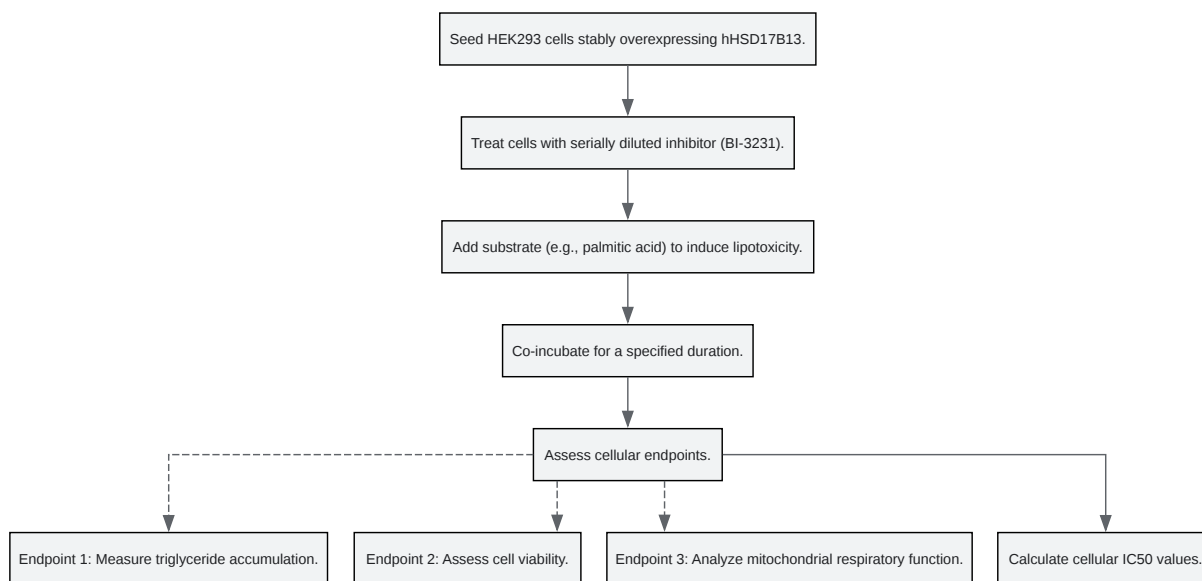 Seed HEK293 cells stably overexpressing hHSD17B13.
Treat cells with serially diluted inhibitor (BI-3231).
Add substrate (e.g., palmitic acid) to induce lipotoxicity.
Co-incubate for a specified duration.
Assess cellular endpoints.
Endpoint 1: Measure triglyceride accumulation.
Endpoint 2: Assess cell viability.
Endpoint 3: Analyze mitochondrial respiratory function.
Calculate cellular IC50 values.